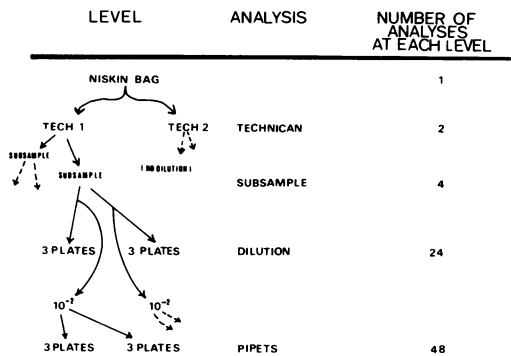 LEVEL ANALYSIS NUMBER OF
ANALYSES
AT EACH LEVEL
NISKIN BAG 1
TECH 1 TECH 2 TECHNICAN 2
SUBSAMPLE
SUBSAMPLE (NO DILUTION) SUBSAMPLE 4
3 PLATES 3 PLATES DILUTION 24
10⁻² 10⁻²
3 PLATES 3 PLATES PIPETS 48